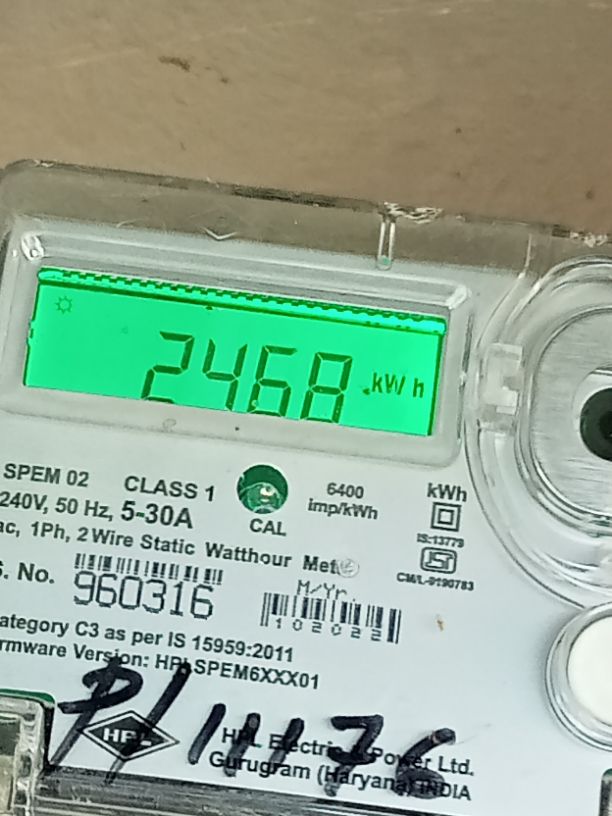 2468 kWh
SPEM 02 CLASS 1 CAL 6400 imp/kWh kWh
240V, 50 Hz, 5-30A
IS:13779
ac, 1Ph, 2 Wire Static Watthour
CM/L-9190783
S. No. 960316
M/Yr.
102022
ategory C3 as per IS 15959:2011
rmware Version: HPLSPEM6XXX01
HPL
HPL Electric & Power Ltd.
Gurugram (Haryana) INDIA